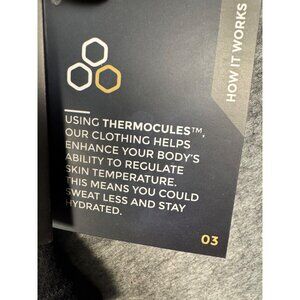 HOW IT WORKS
USING THERMOCULES™,
OUR CLOTHING HELPS
ENHANCE YOUR BODY'S
ABILITY TO REGULATE
SKIN TEMPERATURE.
THIS MEANS YOU COULD
SWEAT LESS AND STAY
HYDRATED.
03